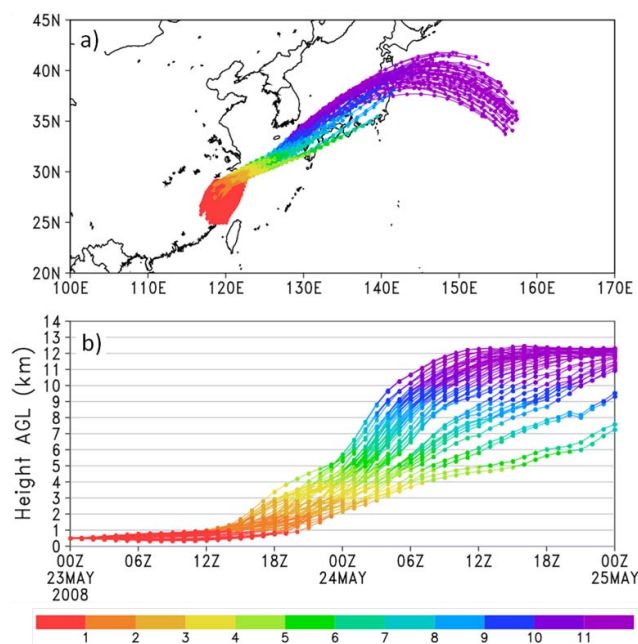 a)
45N
40N
35N
30N
25N
20N
100E 110E 120E 130E 140E 150E 160E 170E
b)
Height AGL (km)
14
13
12
11
10
9
8
7
6
5
4
3
2
1
0
00Z 06Z 12Z 18Z 00Z 06Z 12Z 18Z 00Z
23MAY 24MAY 25MAY
2008
1 2 3 4 5 6 7 8 9 10 11